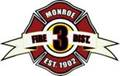 MONROE
FIRE 3 DIST.
EST. 1902